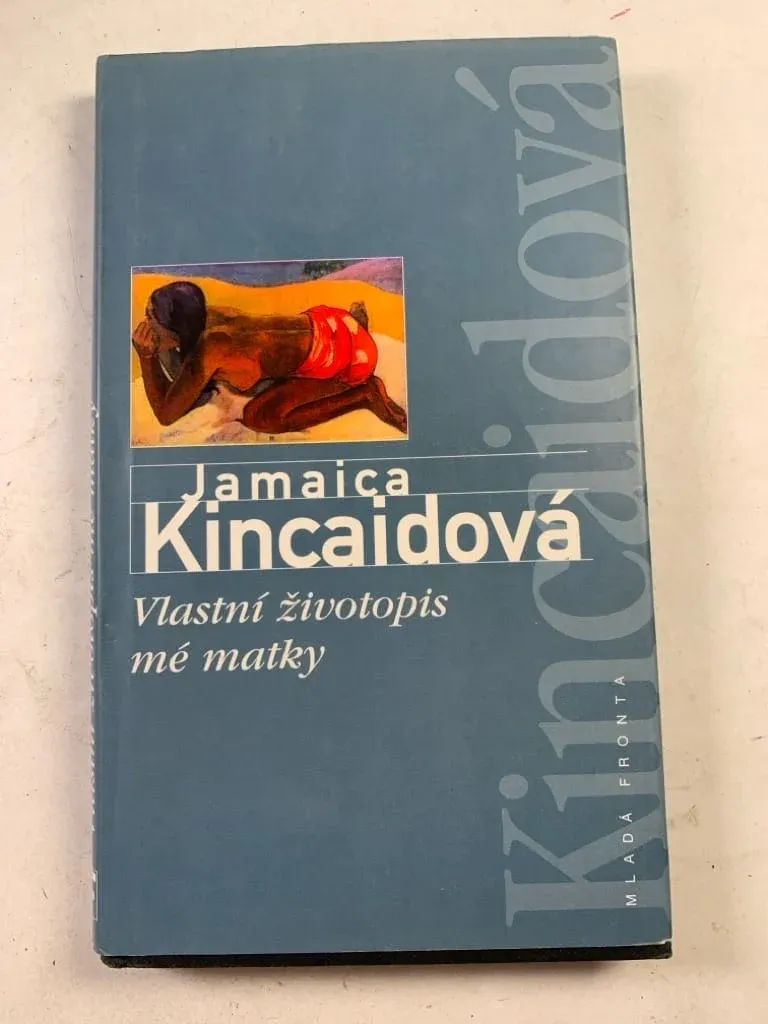 Jamaica
Kincaidová
Vlastní životopis
mé matky
Kincaidová
MLADÁ FRONTA